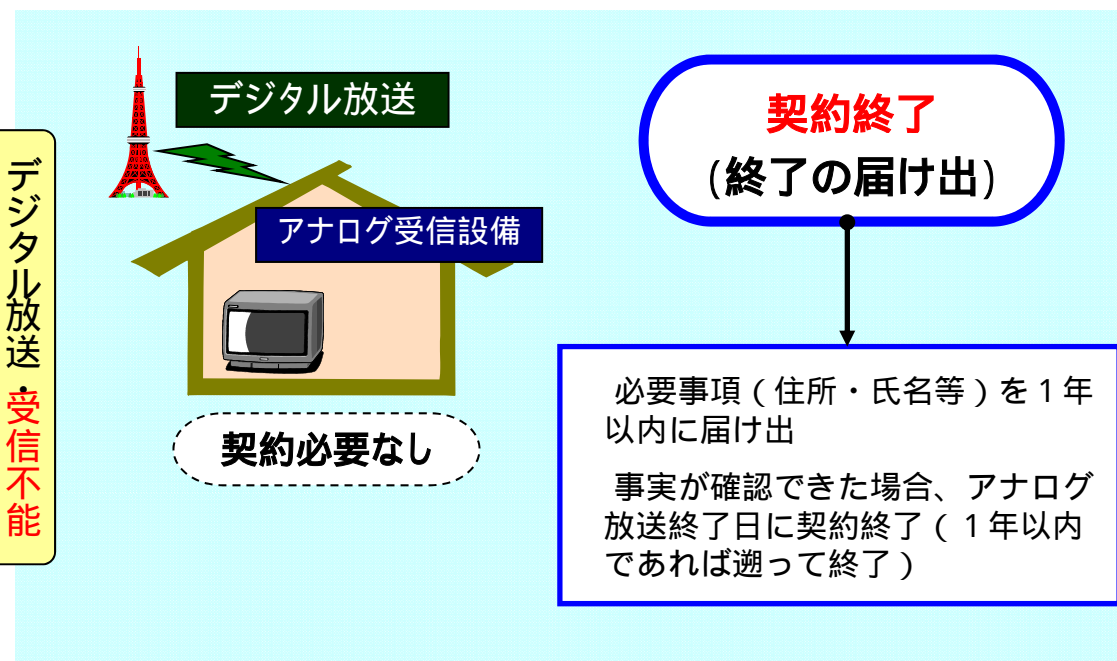 デジタル放送・受信不能
デジタル放送
アナログ受信設備
契約必要なし
契約終了
(終了の届け出)
必要事項（住所・氏名等）を１年
以内に届け出
事実が確認できた場合、アナログ
放送終了日に契約終了（１年以内
であれば遡って終了）